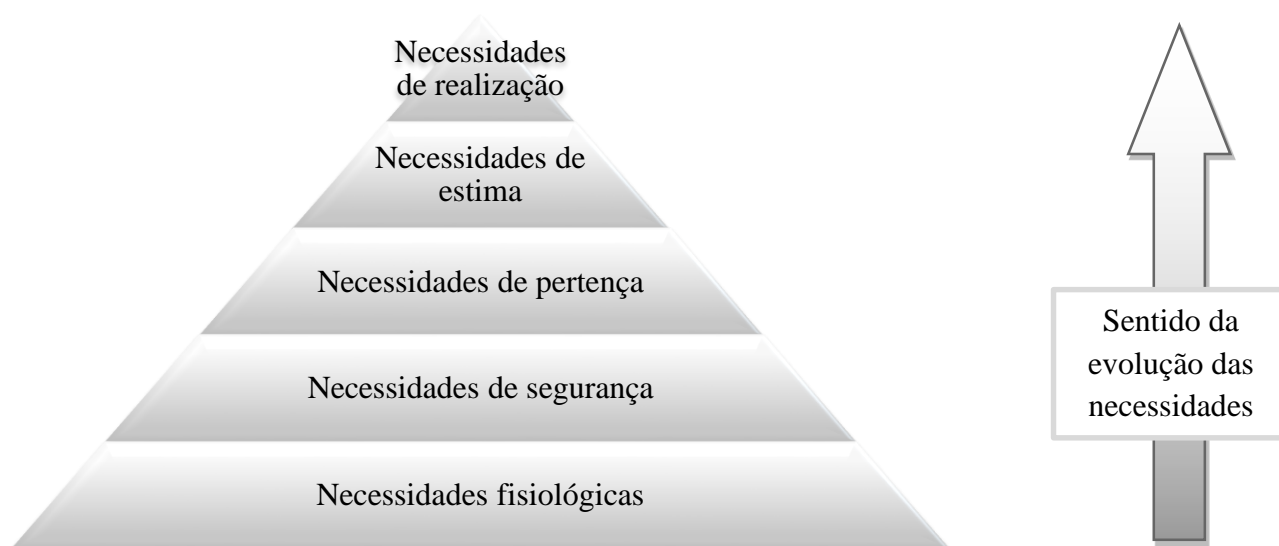 Necessidades
de realização
Necessidades de
estima
Necessidades de pertença
Necessidades de segurança
Necessidades fisiológicas
Sentido da
evolução das
necessidades